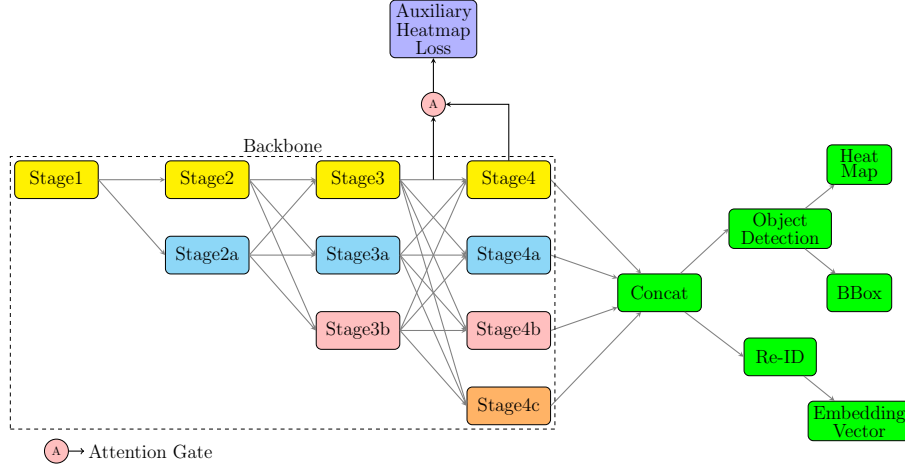 Auxiliary
Heatmap
Loss
A
Backbone
Stage1
Stage2
Stage3
Stage4
Heat
Map
Object
Detection
Stage2a
Stage3a
Stage4a
Concat
BBox
Stage3b
Stage4b
Re-ID
Stage4c
Embedding
Vector
A
Attention Gate